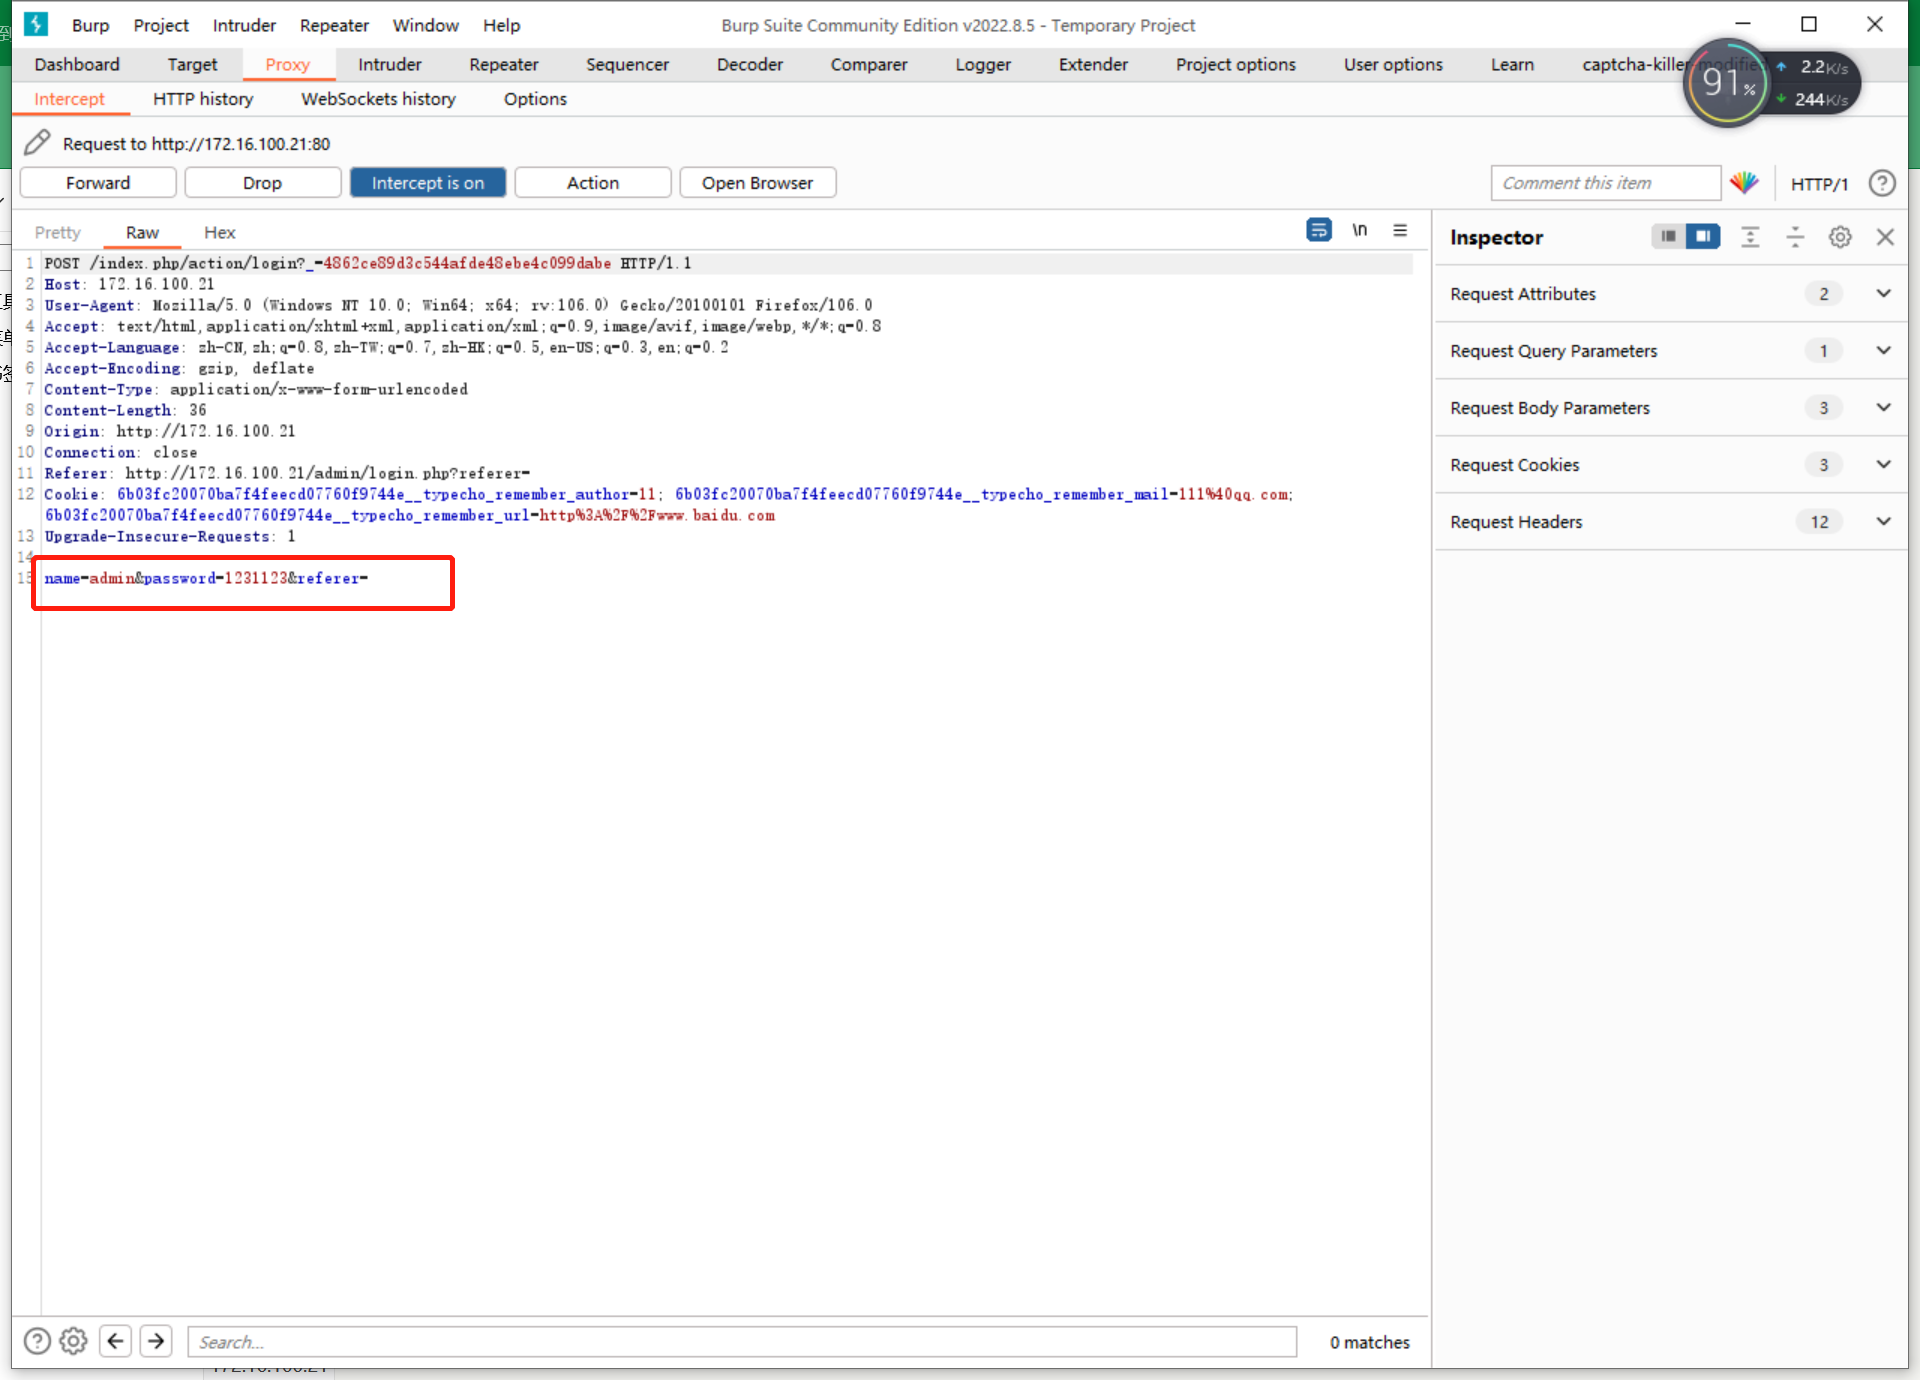 Burp Project Intruder Repeater Window Help Burp Suite Community Edition v2022.8.5 - Temporary Project
Dashboard Target Proxy Intruder Repeater Sequencer Decoder Comparer Logger Extender Project options User options Learn captcha-killer-modified
91% 2.2K/s
244K/s
Intercept HTTP history WebSockets history Options
Request to http://172.16.100.21:80
Forward Drop Intercept is on Action Open Browser Comment this item HTTP/1 ?
Pretty Raw Hex \n
Inspector
1 POST /index.php/action/login?_=4862ce89d3c544afde48ebe4c099dabe HTTP/1.1
2 Host: 172.16.100.21
3 User-Agent: Mozilla/5.0 (Windows NT 10.0; Win64; x64; rv:106.0) Gecko/20100101 Firefox/106.0
4 Accept: text/html,application/xhtml+xml,application/xml;q=0.9,image/avif,image/webp,*/*;q=0.8
5 Accept-Language: zh-CN,zh;q=0.8,zh-TW;q=0.7,zh-HK;q=0.5,en-US;q=0.3,en;q=0.2
6 Accept-Encoding: gzip, deflate
7 Content-Type: application/x-www-form-urlencoded
8 Content-Length: 36
9 Origin: http://172.16.100.21
10 Connection: close
11 Referer: http://172.16.100.21/admin/login.php?referer=
12 Cookie: 6b03fc20070ba7f4feecd07760f9744e__typecho_remember_author=11; 6b03fc20070ba7f4feecd07760f9744e__typecho_remember_mail=111%40qq.com;
6b03fc20070ba7f4feecd07760f9744e__typecho_remember_url=http%3A%2F%2Fwww.baidu.com
13 Upgrade-Insecure-Requests: 1
14
15 name=admin&password=1231123&referer=
Request Attributes 2
Request Query Parameters 1
Request Body Parameters 3
Request Cookies 3
Request Headers 12
? Search... 0 matches
172.16.100.21